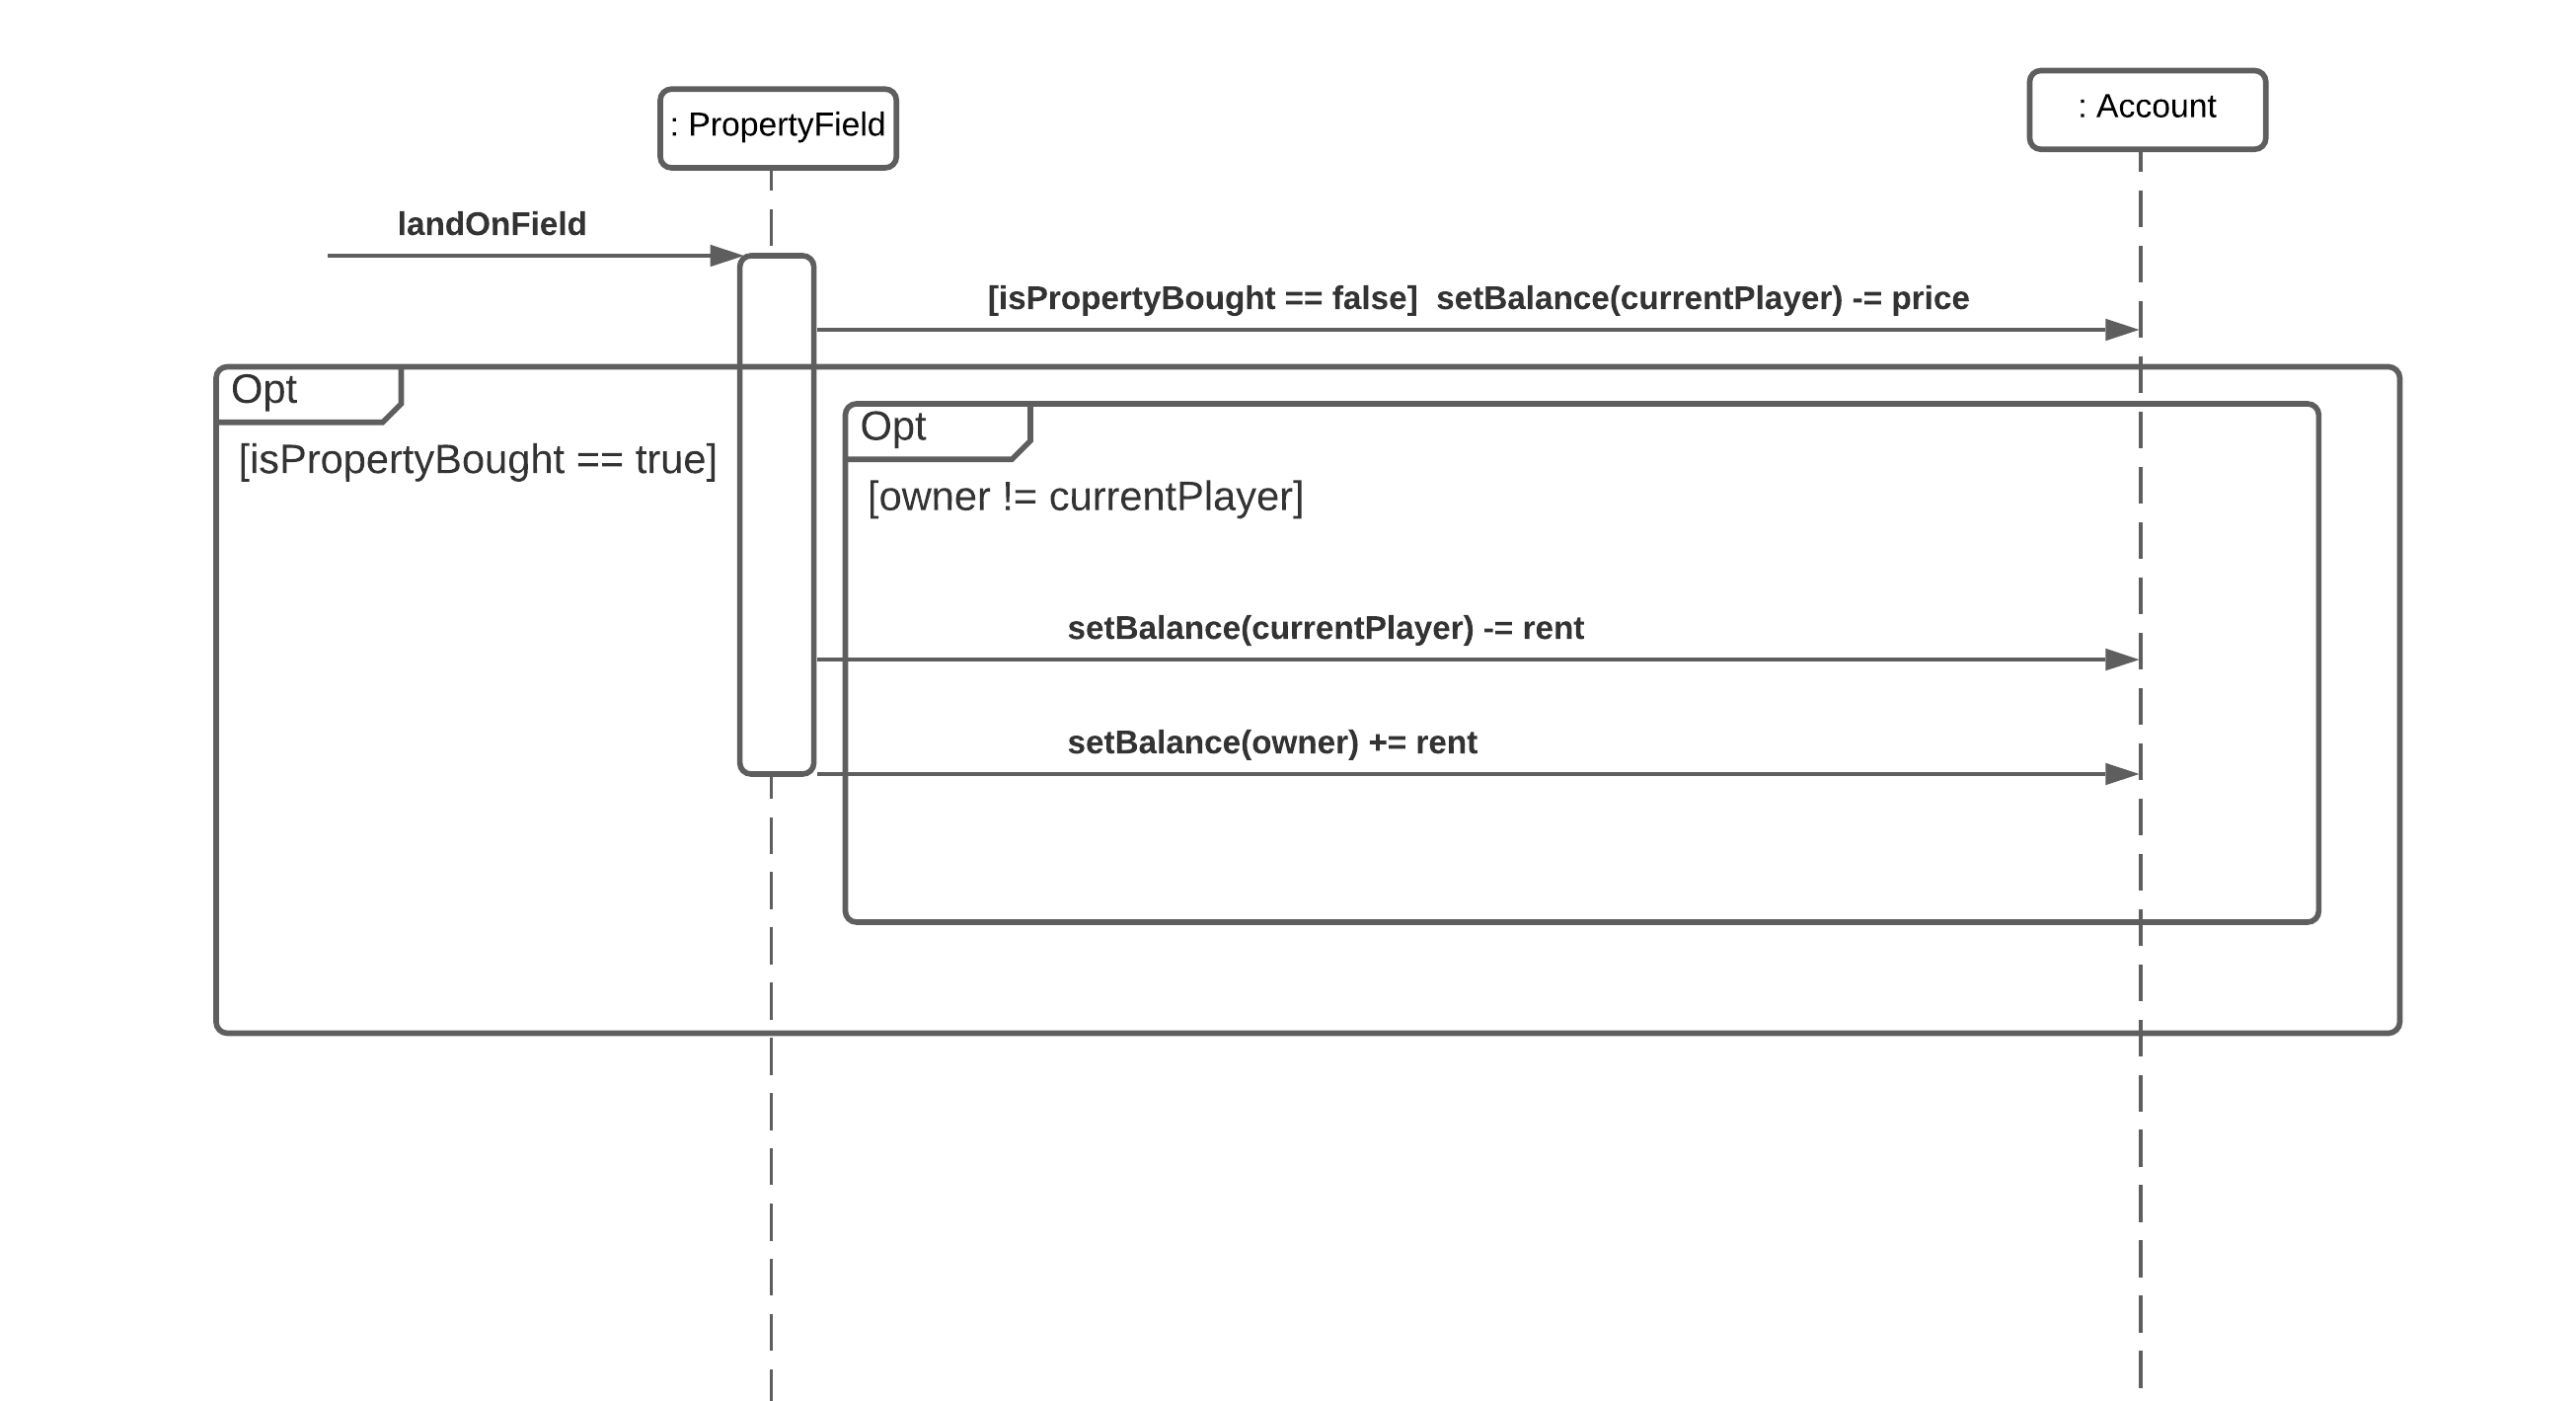 : PropertyField
: Account
landOnField
[isPropertyBought == false]  setBalance(currentPlayer) -= price
Opt
[isPropertyBought == true]
Opt
[owner != currentPlayer]
setBalance(currentPlayer) -= rent
setBalance(owner) += rent